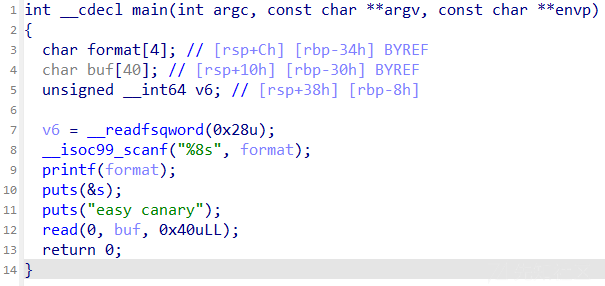 1 int __cdecl main(int argc, const char **argv, const char **envp)
2 {
3 char format[4]; // [rsp+Ch] [rbp-34h] BYREF
4 char buf[40]; // [rsp+10h] [rbp-30h] BYREF
5 unsigned __int64 v6; // [rsp+38h] [rbp-8h]
6
7 v6 = __readfsqword(0x28u);
8 __isoc99_scanf("%8s", format);
9 printf(format);
10 puts(&s);
11 puts("easy canary");
12 read(0, buf, 0x40uLL);
13 return 0;
14 }